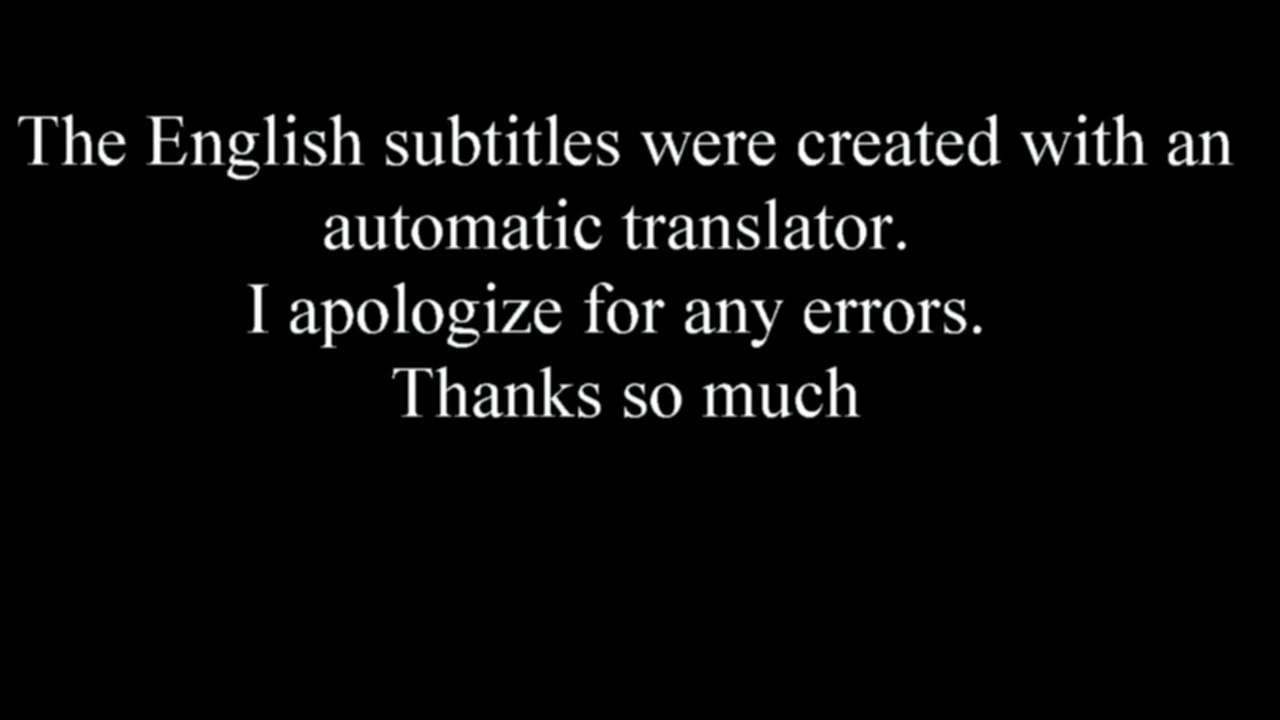 The English subtitles were created with an
automatic translator.
I apologize for any errors.
Thanks so much